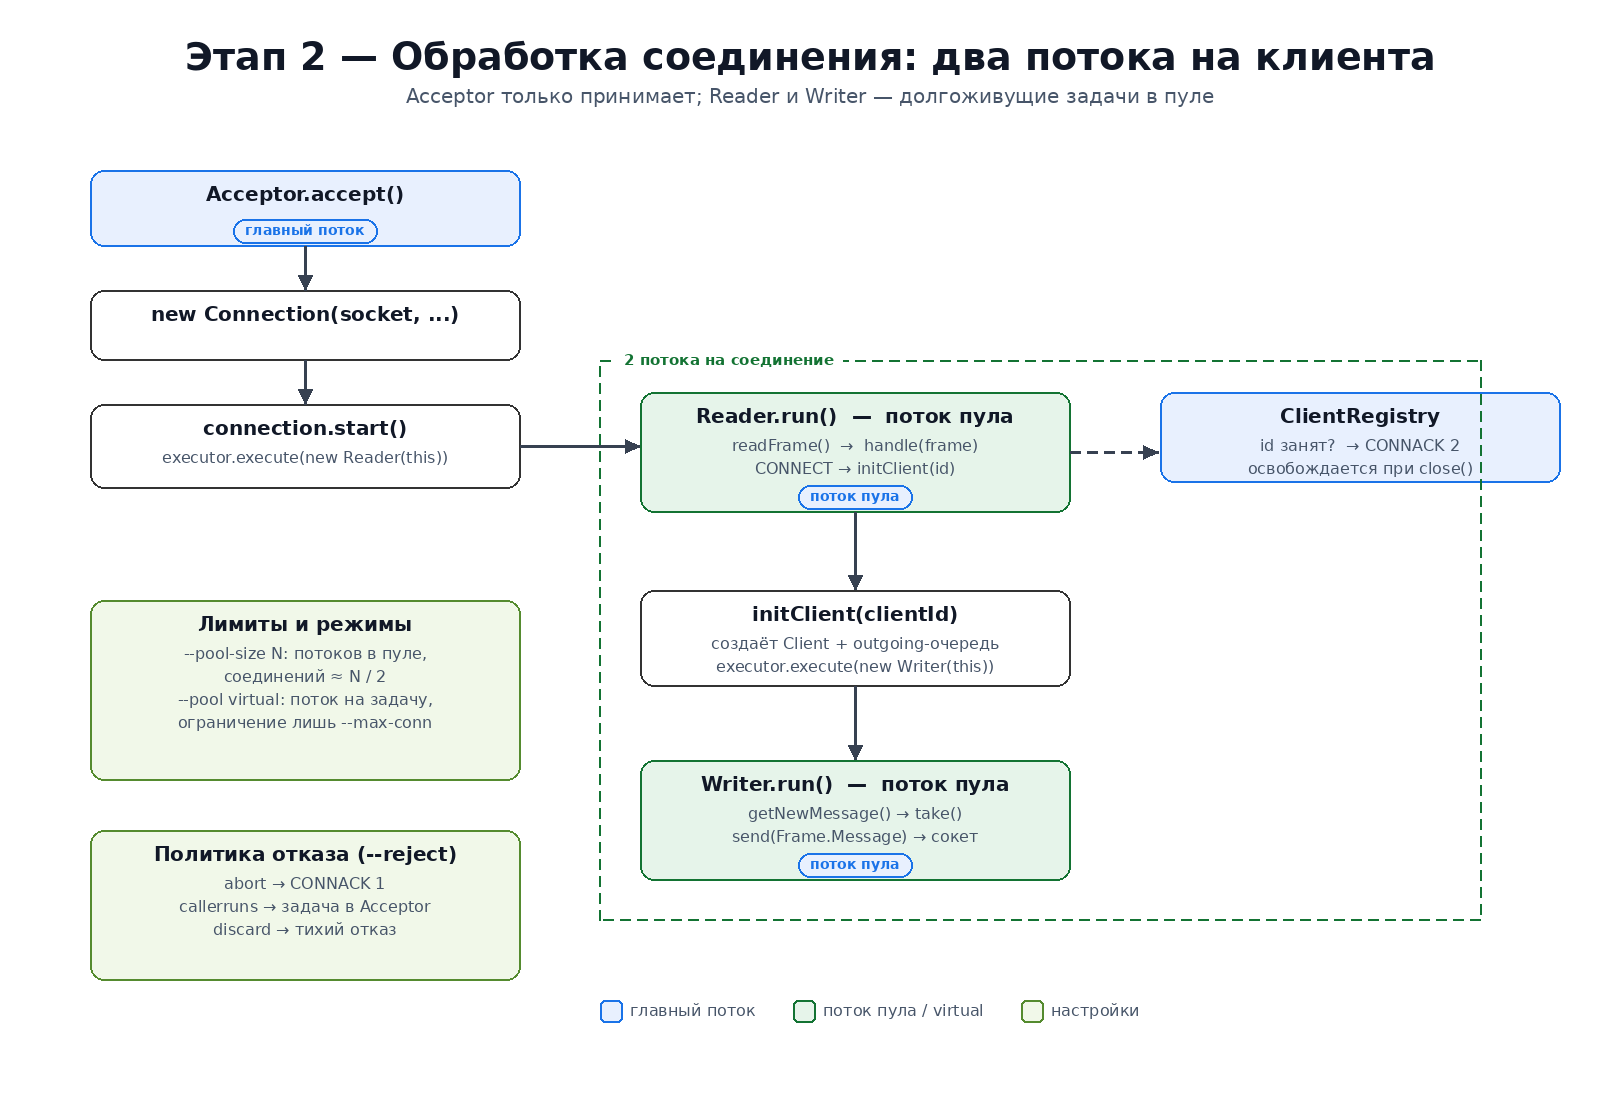 Этап 2 — Обработка соединения: два потока на клиента
Acceptor только принимает; Reader и Writer — долгоживущие задачи в пуле
Acceptor.accept()
главный поток
new Connection(socket, ...)
connection.start()
executor.execute(new Reader(this))
2 потока на соединение
Reader.run() — поток пула
readFrame() → handle(frame)
CONNECT → initClient(id)
поток пула
ClientRegistry
id занят? → CONNACK 2
освобождается при close()
initClient(clientId)
создаёт Client + outgoing-очередь
executor.execute(new Writer(this))
Writer.run() — поток пула
getNewMessage() → take()
send(Frame.Message) → сокет
поток пула
Лимиты и режимы
--pool-size N: потоков в пуле,
соединений ≈ N / 2
--pool virtual: поток на задачу,
ограничение лишь --max-conn
Политика отказа (--reject)
abort → CONNACK 1
callerruns → задача в Acceptor
discard → тихий отказ
главный поток
поток пула / virtual
настройки